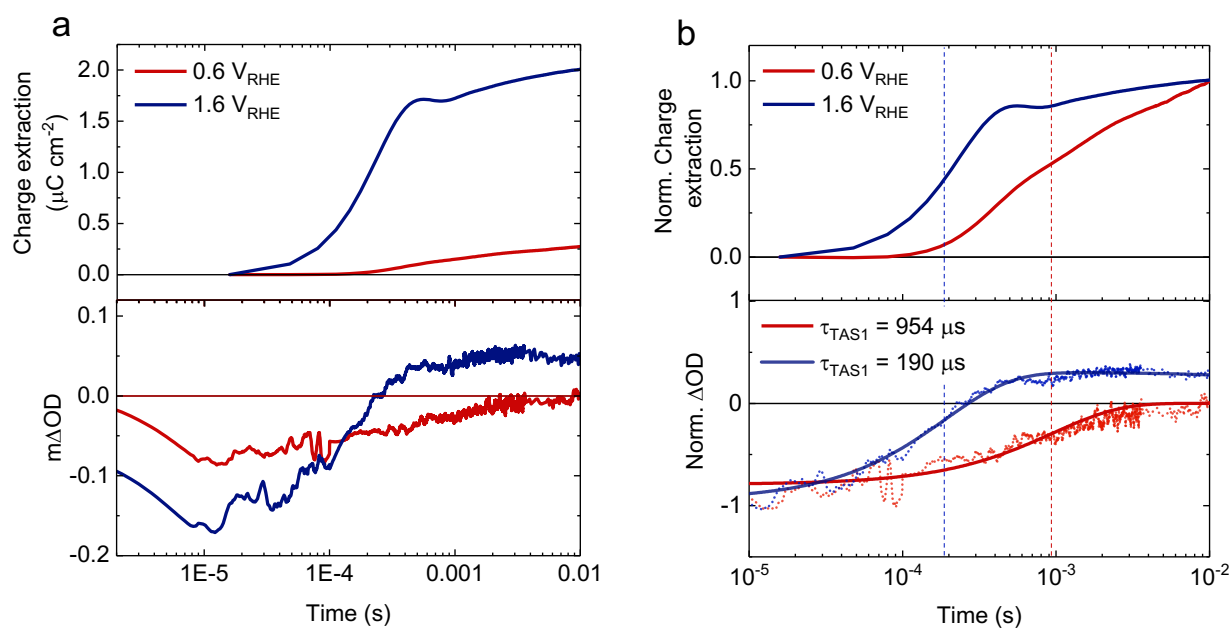 a
Charge extraction
(μC cm⁻²)
2.0
1.5
1.0
0.5
0.0
0.6 V_RHE
1.6 V_RHE
mΔOD
0.1
0.0
-0.1
-0.2
1E-5
1E-4
0.001
0.01
Time (s)
b
Norm. Charge
extraction
1.0
0.5
0.0
0.6 V_RHE
1.6 V_RHE
Norm. ΔOD
1
0
-1
τ_TAS1 = 954 μs
τ_TAS1 = 190 μs
10⁻⁵
10⁻⁴
10⁻³
10⁻²
Time (s)